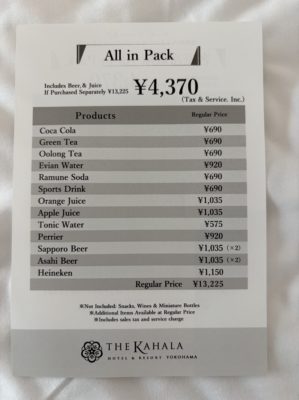 All in Pack
Includes Beer, & Juice
If Purchased Separately ¥13,225
¥4,370
(Tax & Service. Inc.)
Products Regular Price
Coca Cola ¥690
Green Tea ¥690
Oolong Tea ¥690
Evian Water ¥920
Ramune Soda ¥690
Sports Drink ¥690
Orange Juice ¥1,035
Apple Juice ¥1,035
Tonic Water ¥575
Perrier ¥920
Sapporo Beer ¥1,035 (×2)
Asahi Beer ¥1,035 (×2)
Heineken ¥1,150
Regular Price ¥13,225
※Not Included: Snacks, Wines & Miniature Bottles
※Additional Items Available at Regular Price
※Includes sales tax and service change
THE KAHALA
HOTEL & RESORT YOKOHAMA